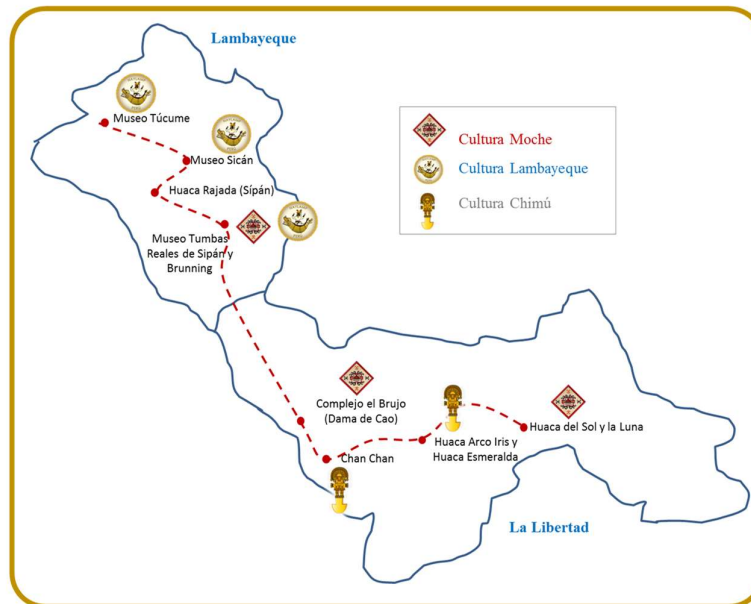 Lambayeque
Museo Túcume
Museo Sicán
Huaca Rajada (Sípán)
Museo Tumbas
Reales de Sipán y
Brunning
Cultura Moche
Cultura Lambayeque
Cultura Chimú
Complejo el Brujo
(Dama de Cao)
Huaca del Sol y la Luna
Huaca Arco Iris y
Huaca Esmeralda
Chan Chan
La Libertad